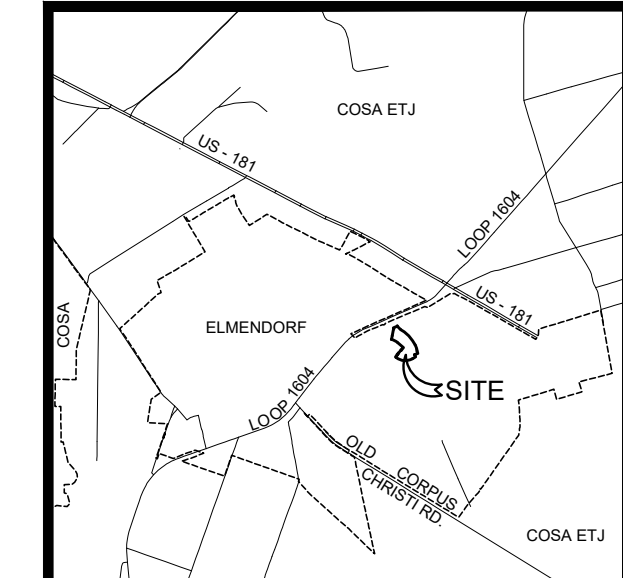 COSA ETJ
US - 181
LOOP 1604
US - 181
COSA
ELMENDORF
SITE
LOOP 1604
OLD CORPUS
CHRISTI RD.
COSA ETJ